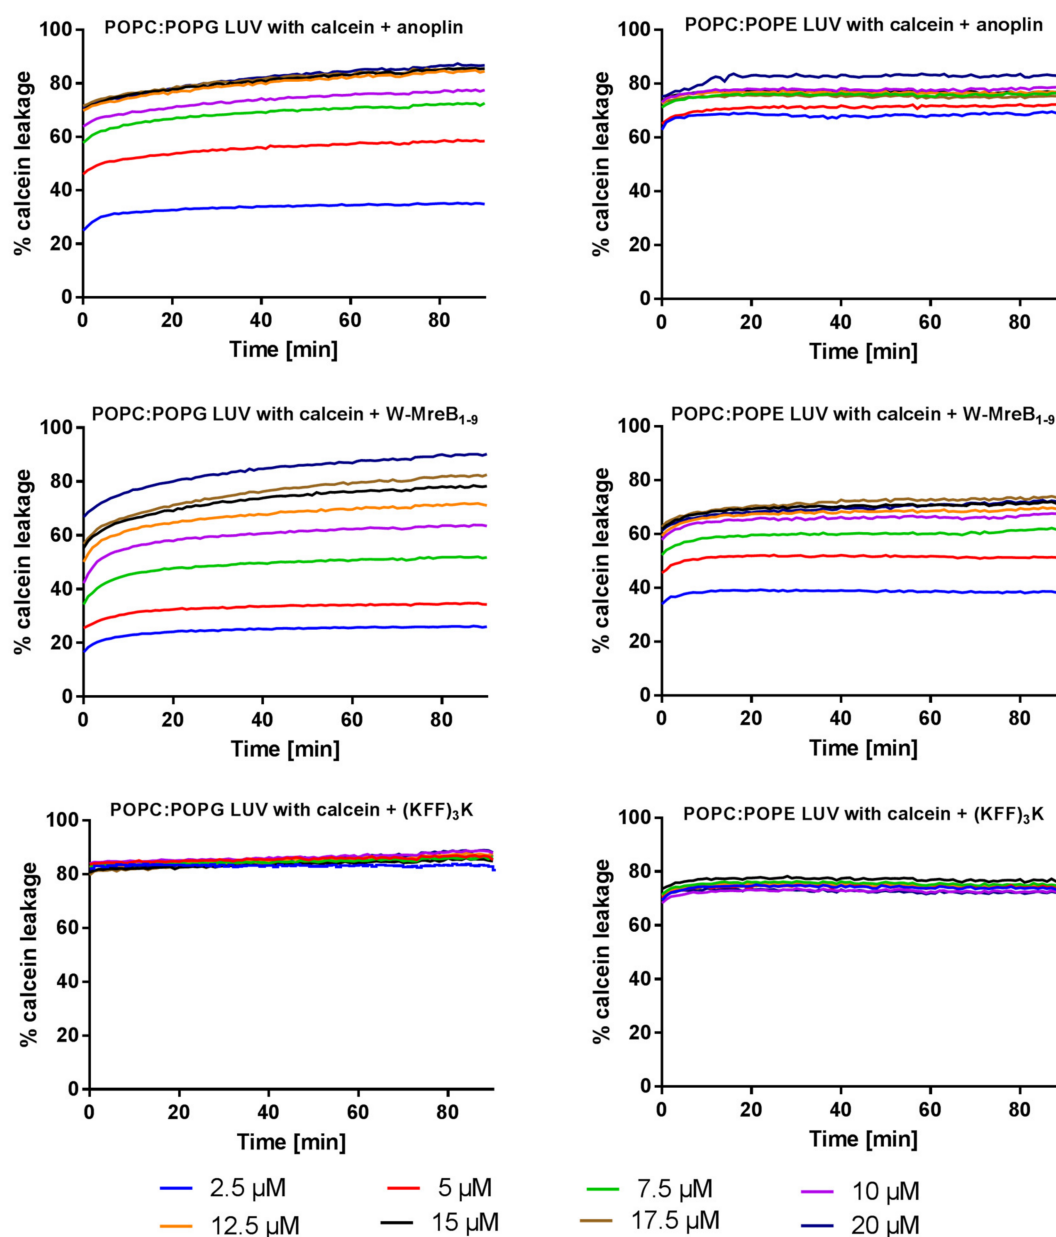 POPC:POPG LUV with calcein + anoplin
% calcein leakage
100
80
60
40
20
0
0 20 40 60 80
Time [min]
POPC:POPE LUV with calcein + anoplin
% calcein leakage
100
80
60
40
20
0
0 20 40 60 80
Time [min]
POPC:POPG LUV with calcein + W-MreB₁₋₉
% calcein leakage
100
80
60
40
20
0
0 20 40 60 80
Time [min]
POPC:POPE LUV with calcein + W-MreB₁₋₉
% calcein leakage
100
80
60
40
20
0
0 20 40 60 80
Time [min]
POPC:POPG LUV with calcein + (KFF)₃K
% calcein leakage
100
80
60
40
20
0
0 20 40 60 80
Time [min]
POPC:POPE LUV with calcein + (KFF)₃K
% calcein leakage
100
80
60
40
20
0
0 20 40 60 80
Time [min]
2.5 µM 5 µM 7.5 µM 10 µM
12.5 µM 15 µM 17.5 µM 20 µM